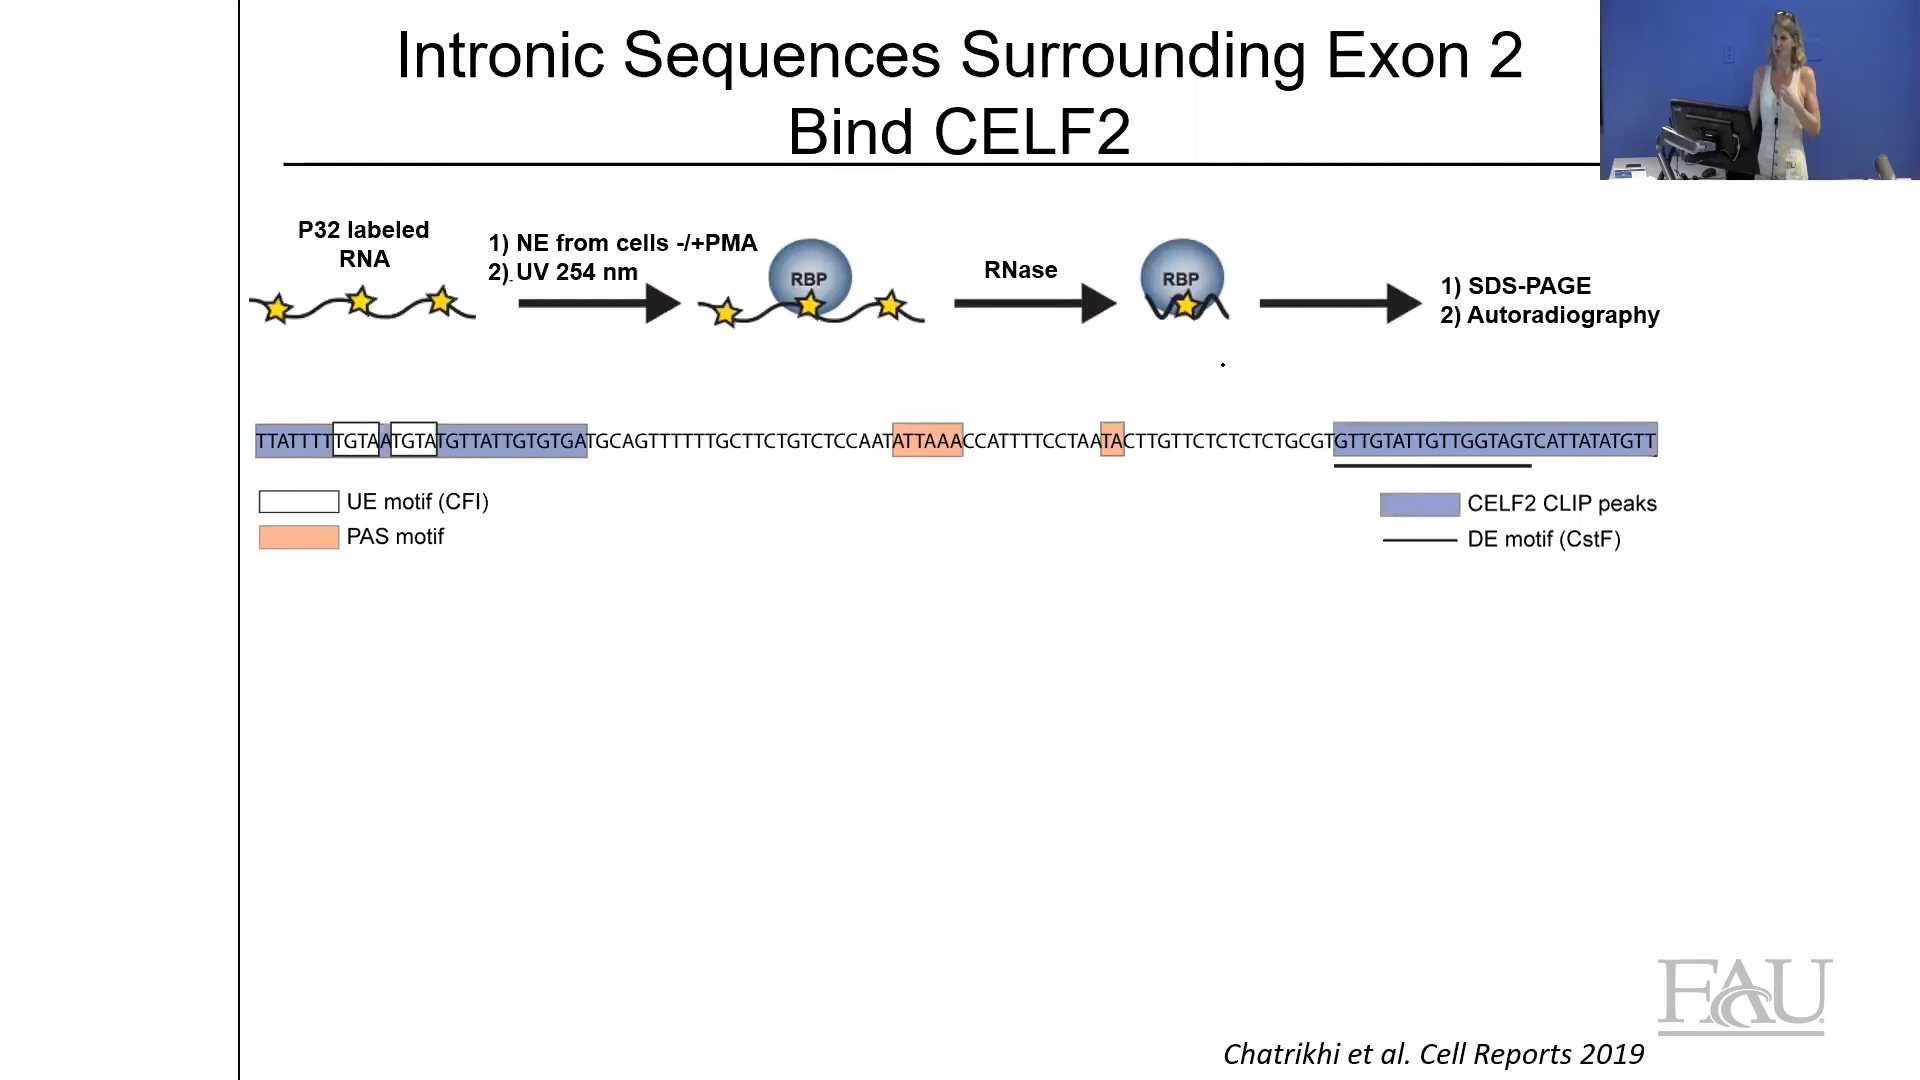 Intronic Sequences Surrounding Exon 2
Bind CELF2
P32 labeled
RNA
1) NE from cells -/+PMA
2) UV 254 nm
RBP
RNase
RBP
1) SDS-PAGE
2) Autoradiography
TTATTTTTGTAATGTATGTTATTGTGTGATGCAGTTTTTTGCTTCTGTCTCCAATATTAAACCATTTTCCTAATACTTGTTCTCTCTCTGCGTGTTGTATTGTTGGTAGTCATTATATGTT
UE motif (CFI)
PAS motif
CELF2 CLIP peaks
DE motif (CstF)
FAU
Chatrikhi et al. Cell Reports 2019